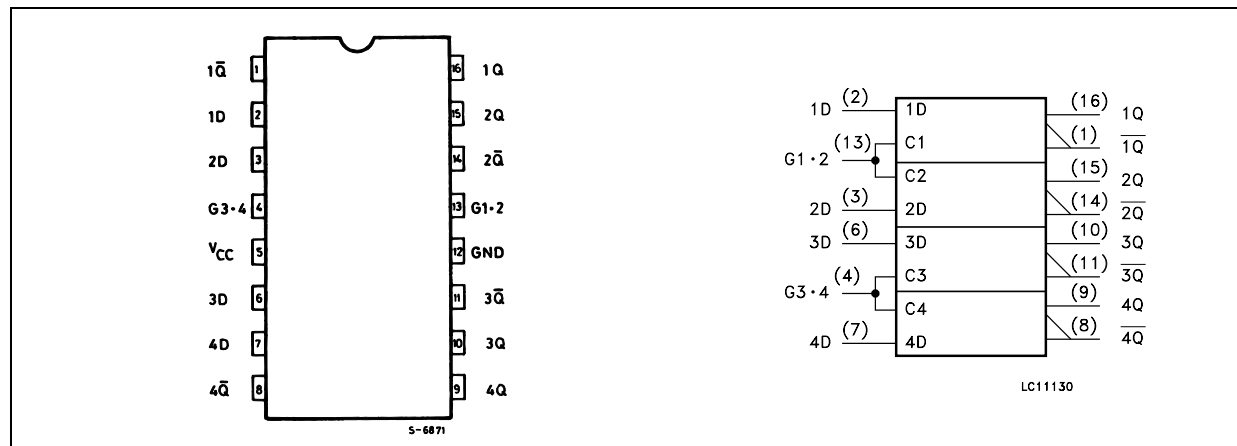 1Q̅ 1 16 1Q
1D 2 15 2Q
2D 3 14 2Q̅
G3·4 4 13 G1·2
VCC 5 12 GND
3D 6 11 3Q̅
4D 7 10 3Q
4Q̅ 8 9 4Q
S-6871
1D (2) 1D (16) 1Q
G1·2 (13) C1 (1) 1Q̅
C2 (15) 2Q
2D (3) 2D (14) 2Q̅
3D (6) 3D (10) 3Q
G3·4 (4) C3 (11) 3Q̅
C4 (9) 4Q
4D (7) 4D (8) 4Q̅
LC11130